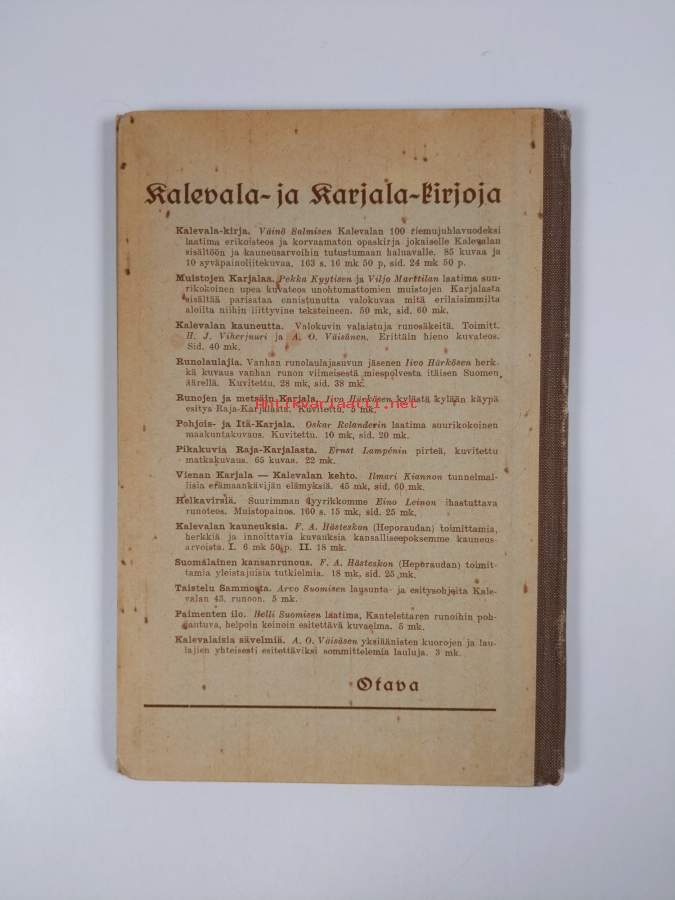 Kalevala- ja Karjala-kirjoja
Kalevala-kirja. Väinö Salmisen Kalevalan 100 riemujuhlavuodeksi
laatima erikoisteos ja korvaamaton opaskirja jokaiselle Kalevalan
sisältöön ja kauneusarvoihin tutustumaan haluavalle. 85 kuvaa ja
10 syväpainoliitekuvaa. 163 s. 16 mk 50 p, sid. 24 mk 50 p.
Muistojen Karjalaa. Pekka Kyytisen ja Viljo Marttilan laatima suu-
rikokoinen upea kuvateos unohtumattomien muistojen Karjalasta
sisältää parisataa ennistunutta valokuvaa mitä erilaisimmilta
aloilta niihin liittyvine teksteineen. 50 mk, sid. 60 mk.
Kalevalan kauneutta. Valokuvin valaistuja runosäkeitä. Toimitt.
H. J. Viherjuuri ja A. O. Väisänen. Erittäin hieno kuvateos.
Sid. 40 mk.
Runolaulajia. Vanhan runolaulajasuvun jäsenen Iivo Härkösen herk-
kä kuvaus vanhan runon viimeisestä miespolvesta itäisen Suomen
äärellä. Kuvitettu. 28 mk, sid. 38 mk.
Runojen ja metsäin Karjala. Iivo Härkösen kylästä kylään käypä
esitys Raja-Karjalasta. Kuvitettu. 5 mk.
Antikvariaatti.net
Pohjois- ja Itä-Karjala. Oskar Relanderin laatima suurikokoinen
maakuntakuvaus. Kuvitettu. 10 mk, sid. 20 mk.
Pikakuvia Raja-Karjalasta. Ernst Lampénin pirteä, kuvitettu
matkakuvaus. 65 kuvaa. 22 mk.
Vienan Karjala — Kalevalan kehto. Ilmari Kiannon tunnelmal-
lisia erämaankävijän elämyksiä. 45 mk, sid. 60 mk.
Helkavirsiä. Suurimman lyyrikkomme Eino Leinon ihastuttava
runoteos. Muistopainos. 160 s. 15 mk, sid. 25 mk.
Kalevalan kauneuksia. F. A. Hästeskon (Heporaudan) toimittamia,
herkkiä ja innoittavia kuvauksia kansalliseepoksemme kauneus-
arvoista. I. 6 mk 50 p. II. 18 mk.
Suomalainen kansanrunous. F. A. Hästeskon (Heporaudan) toimit-
tamia yleistajuisia tutkielmia. 18 mk, sid. 25 mk.
Taistelu Sammosta. Arvo Suomisen lausunta- ja esitysohjeita Kale-
valan 43. runoon. 5 mk.
Paimenten ilo. Helli Suomisen laatima, Kantelettaren runoihin poh-
jautuva, helpoin keinoin esitettävä kuvaelma. 5 mk.
Kalevalaisia sävelmiä. A. O. Väisäsen yksiäänisten kuorojen ja lau-
lajien yhteisesti esitettäviksi sommittelemia lauluja. 3 mk.
Otava